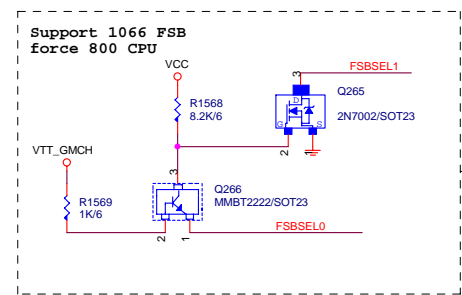 Support 1066 FSB
force 800 CPU
VCC
FSBSEL1
3
Q265
D
R1568
8.2K/6
G
S
2N7002/SOT23
2
1
VTT_GMCH
3
Q266
MMBT2222/SOT23
R1569
1K/6
FSBSEL0
2
1